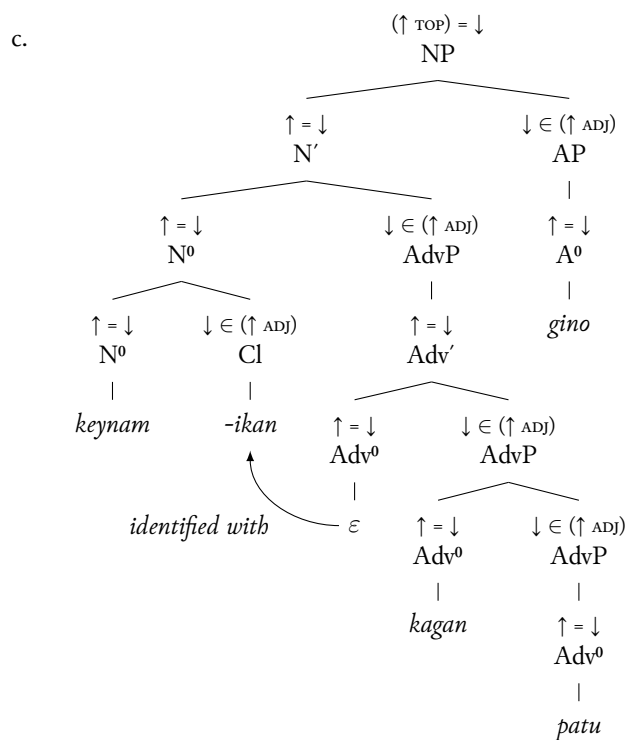 c.
(↑ TOP) = ↓
NP
↑ = ↓ ↓ ∈ (↑ ADJ)
N′ AP
↑ = ↓ ↓ ∈ (↑ ADJ) ↑ = ↓
N⁰ AdvP A⁰
↑ = ↓ ↓ ∈ (↑ ADJ) ↑ = ↓ gino
N⁰ Cl Adv′
keynam -ikan ↑ = ↓ ↓ ∈ (↑ ADJ)
Adv⁰ AdvP
identified with ε ↑ = ↓ ↓ ∈ (↑ ADJ)
Adv⁰ AdvP
kagan ↑ = ↓
Adv⁰
patu